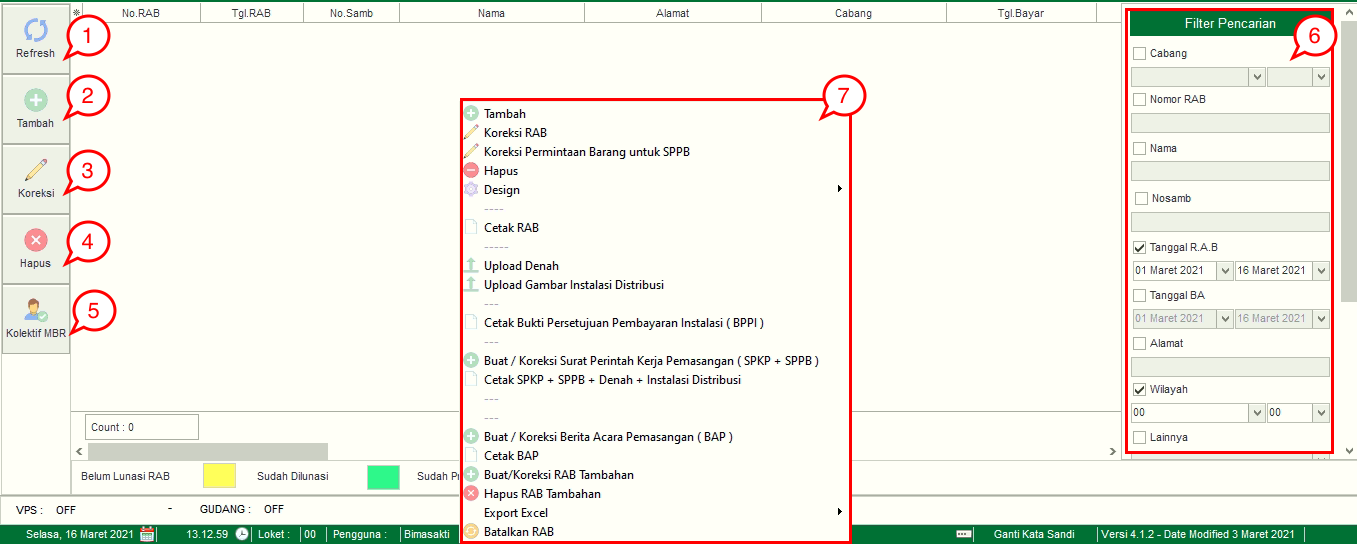 No.RAB Tgl.RAB No.Samb Nama Alamat Cabang Tgl.Bayar
Refresh
1
Tambah
2
Koreksi
3
Hapus
4
Kolektif MBR
5
Filter Pencarian
6
Cabang
Nomor RAB
Nama
Nosamb
Tanggal R.A.B
01 Maret 2021 16 Maret 2021
Tanggal BA
01 Maret 2021 16 Maret 2021
Alamat
Wilayah
00 00
Lainnya
7
Tambah
Koreksi RAB
Koreksi Permintaan Barang untuk SPPB
Hapus
Design
----
Cetak RAB
-----
Upload Denah
Upload Gambar Instalasi Distribusi
---
Cetak Bukti Persetujuan Pembayaran Instalasi ( BPPI )
---
Buat / Koreksi Surat Perintah Kerja Pemasangan ( SPKP + SPPB )
Cetak SPKP + SPPB + Denah + Instalasi Distribusi
---
---
Buat / Koreksi Berita Acara Pemasangan ( BAP )
Cetak BAP
Buat/Koreksi RAB Tambahan
Hapus RAB Tambahan
Export Excel
Batalkan RAB
Count : 0
Belum Lunasi RAB Sudah Dilunasi Sudah P
VPS : OFF - GUDANG : OFF
Selasa, 16 Maret 2021 13.12.59 Loket : 00 Pengguna : Bimasakti Ganti Kata Sandi Versi 4.1.2 - Date Modified 3 Maret 2021